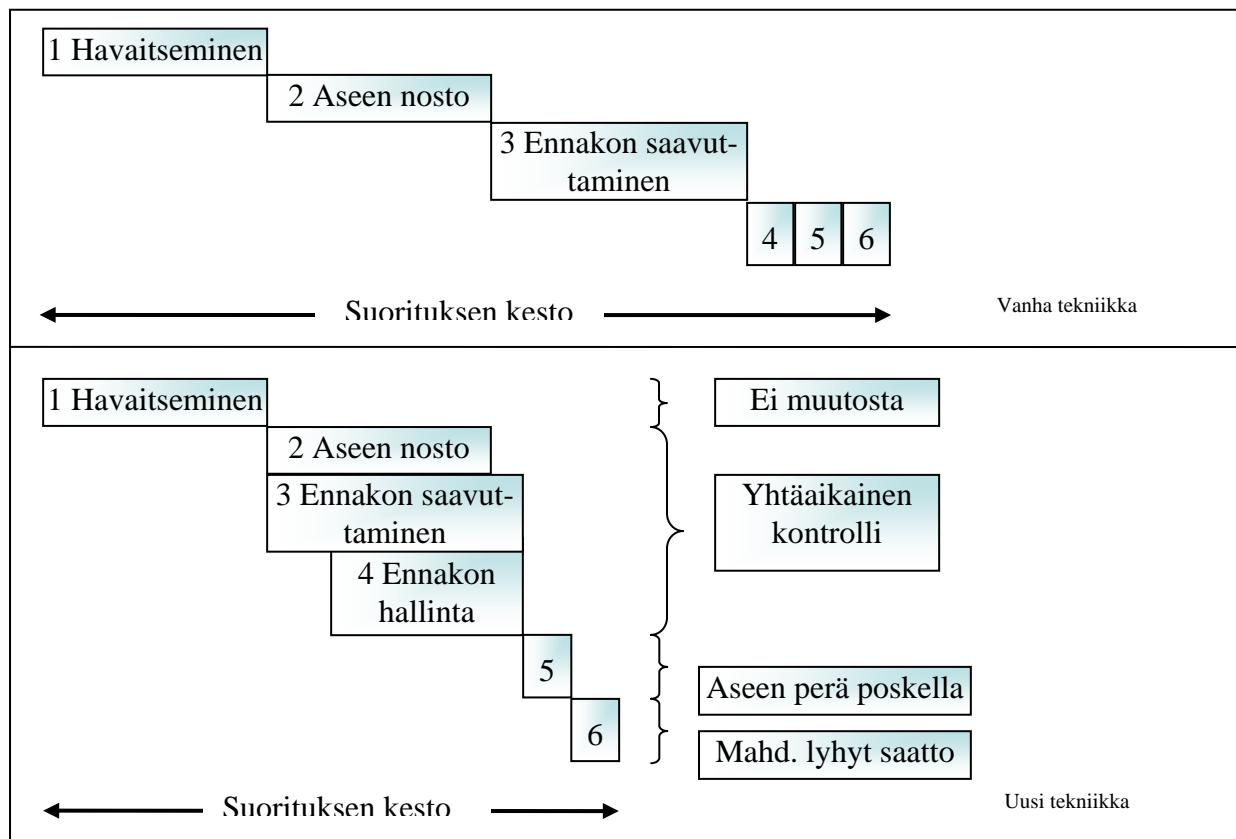 1 Havaitseminen
2 Aseen nosto
3 Ennakon saavut-
taminen
4 5 6
Suorituksen kesto
Vanha tekniikka
1 Havaitseminen
Ei muutosta
2 Aseen nosto
3 Ennakon saavut-
taminen
Yhtäaikainen
kontrolli
4 Ennakon
hallinta
5
Aseen perä poskella
6
Mahd. lyhyt saatto
Suorituksen kesto
Uusi tekniikka